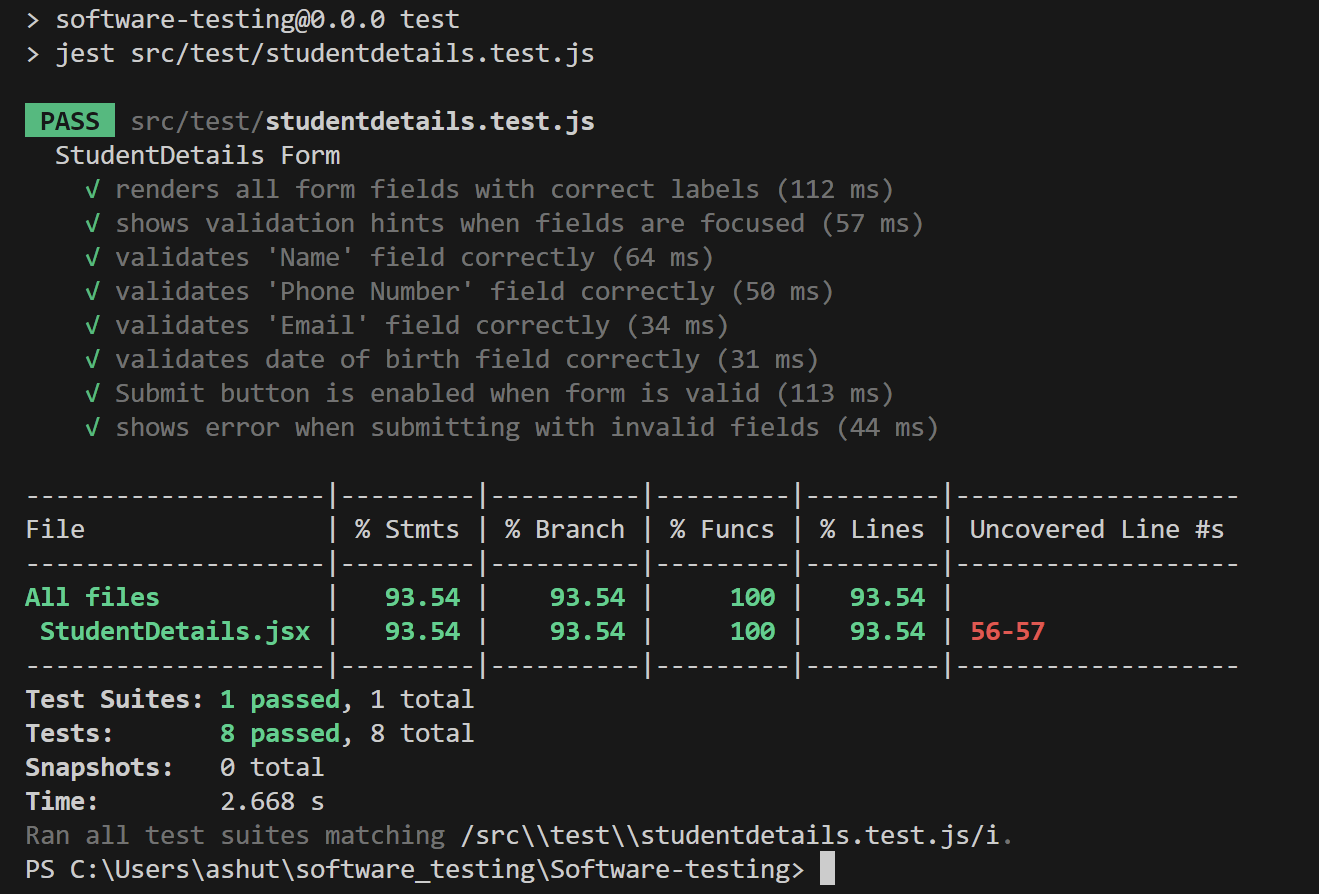 > software-testing@0.0.0 test
> jest src/test/studentdetails.test.js
PASS src/test/studentdetails.test.js
StudentDetails Form
√ renders all form fields with correct labels (112 ms)
√ shows validation hints when fields are focused (57 ms)
√ validates 'Name' field correctly (64 ms)
√ validates 'Phone Number' field correctly (50 ms)
√ validates 'Email' field correctly (34 ms)
√ validates date of birth field correctly (31 ms)
√ Submit button is enabled when form is valid (113 ms)
√ shows error when submitting with invalid fields (44 ms)
--------------------|---------|----------|---------|---------|-------------------
File                | % Stmts | % Branch | % Funcs | % Lines | Uncovered Line #s
--------------------|---------|----------|---------|---------|-------------------
All files           |   93.54 |    93.54 |     100 |   93.54 |
 StudentDetails.jsx |   93.54 |    93.54 |     100 |   93.54 | 56-57
--------------------|---------|----------|---------|---------|-------------------
Test Suites: 1 passed, 1 total
Tests:       8 passed, 8 total
Snapshots:   0 total
Time:        2.668 s
Ran all test suites matching /src\\test\\studentdetails.test.js/i.
PS C:\Users\ashut\software_testing\Software-testing>